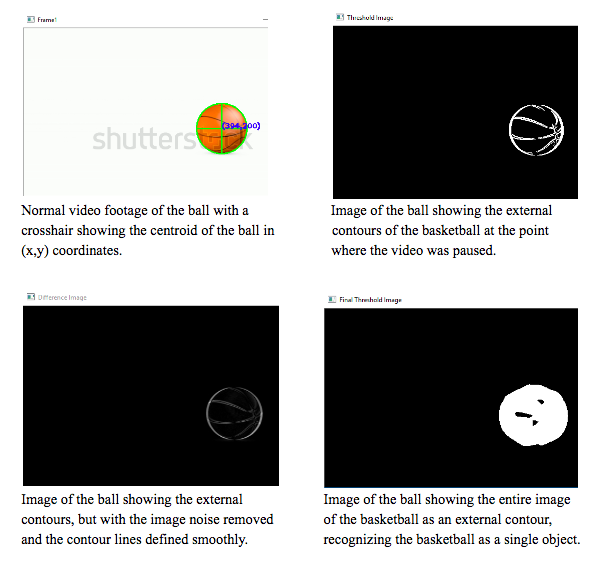 Frame1
Threshold Image
shutterstock
(394,200)
Normal video footage of the ball with a
crosshair showing the centroid of the ball in
(x,y) coordinates.
Image of the ball showing the external
contours of the basketball at the point
where the video was paused.
Difference Image
Final Threshold Image
Image of the ball showing the external
contours, but with the image noise removed
and the contour lines defined smoothly.
Image of the ball showing the entire image
of the basketball as an external contour,
recognizing the basketball as a single object.